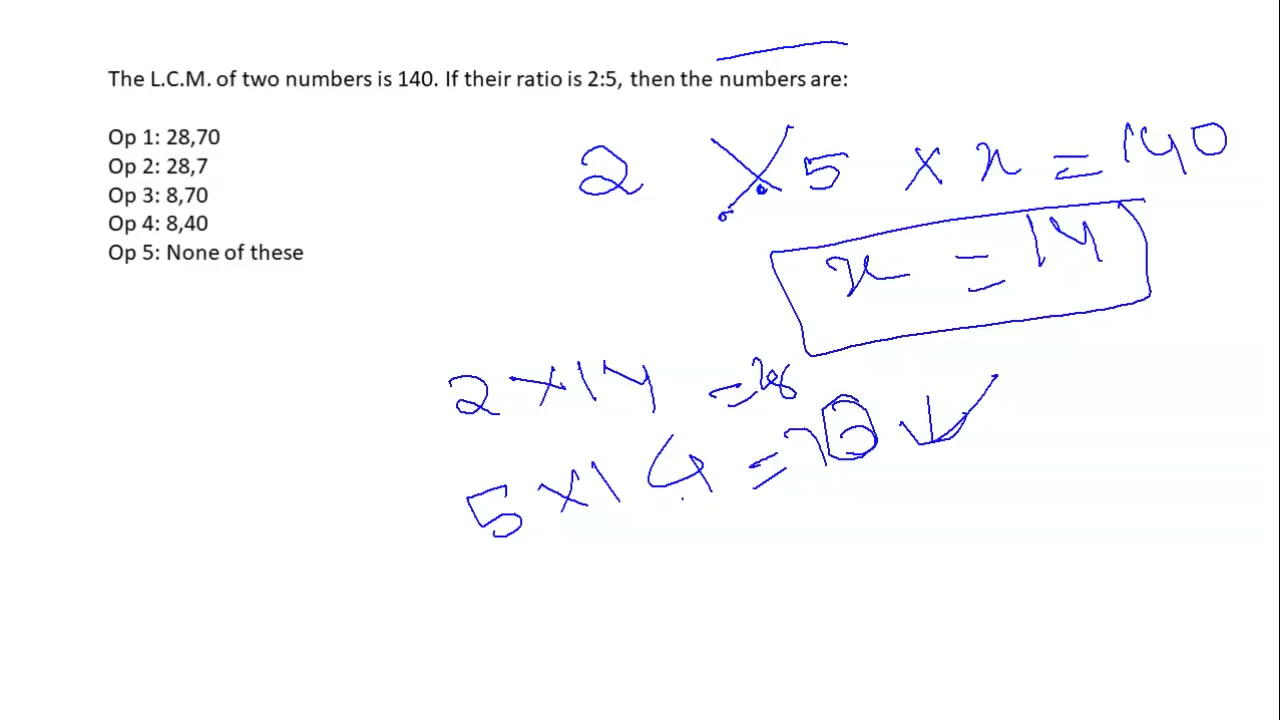 The L.C.M. of two numbers is 140. If their ratio is 2:5, then the numbers are:
Op 1: 28,70
Op 2: 28,7
Op 3: 8,70
Op 4: 8,40
Op 5: None of these
2 × 5 × x = 140
x = 14
2 × 14 = 28
5 × 14 = 70